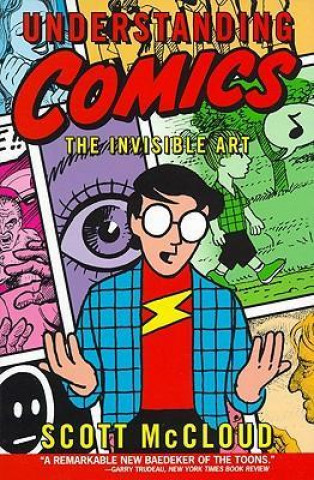 UNDERSTANDING
COMICS
THE INVISIBLE ART
SCOTT McCLOUD
"A REMARKABLE NEW BAEDEKER OF THE TOONS."
—GARRY TRUDEAU, NEW YORK TIMES BOOK REVIEW